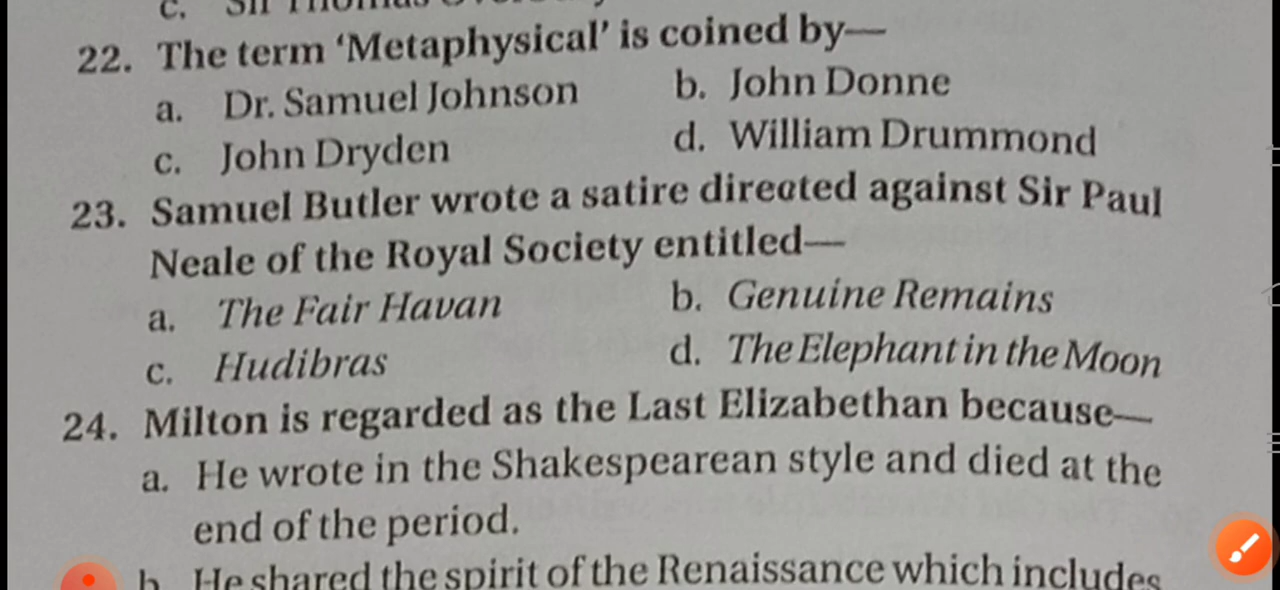 c. Sir Thomas
22. The term ‘Metaphysical’ is coined by—
a. Dr. Samuel Johnson b. John Donne
c. John Dryden d. William Drummond
23. Samuel Butler wrote a satire directed against Sir Paul
Neale of the Royal Society entitled—
a. The Fair Havan b. Genuine Remains
c. Hudibras d. The Elephant in the Moon
24. Milton is regarded as the Last Elizabethan because—
a. He wrote in the Shakespearean style and died at the
end of the period.
b. He shared the spirit of the Renaissance which includes